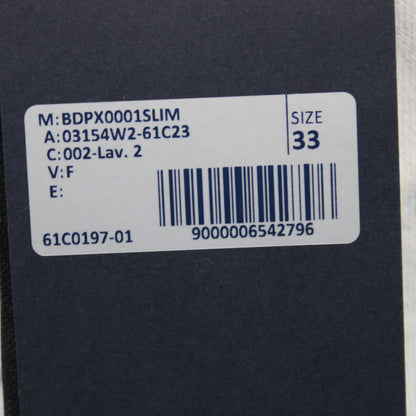 M:BDPX0001SLIM
A:03154W2-61C23
C:002-Lav. 2
V:F
E:
SIZE
33
61C0197-01
9000006542796